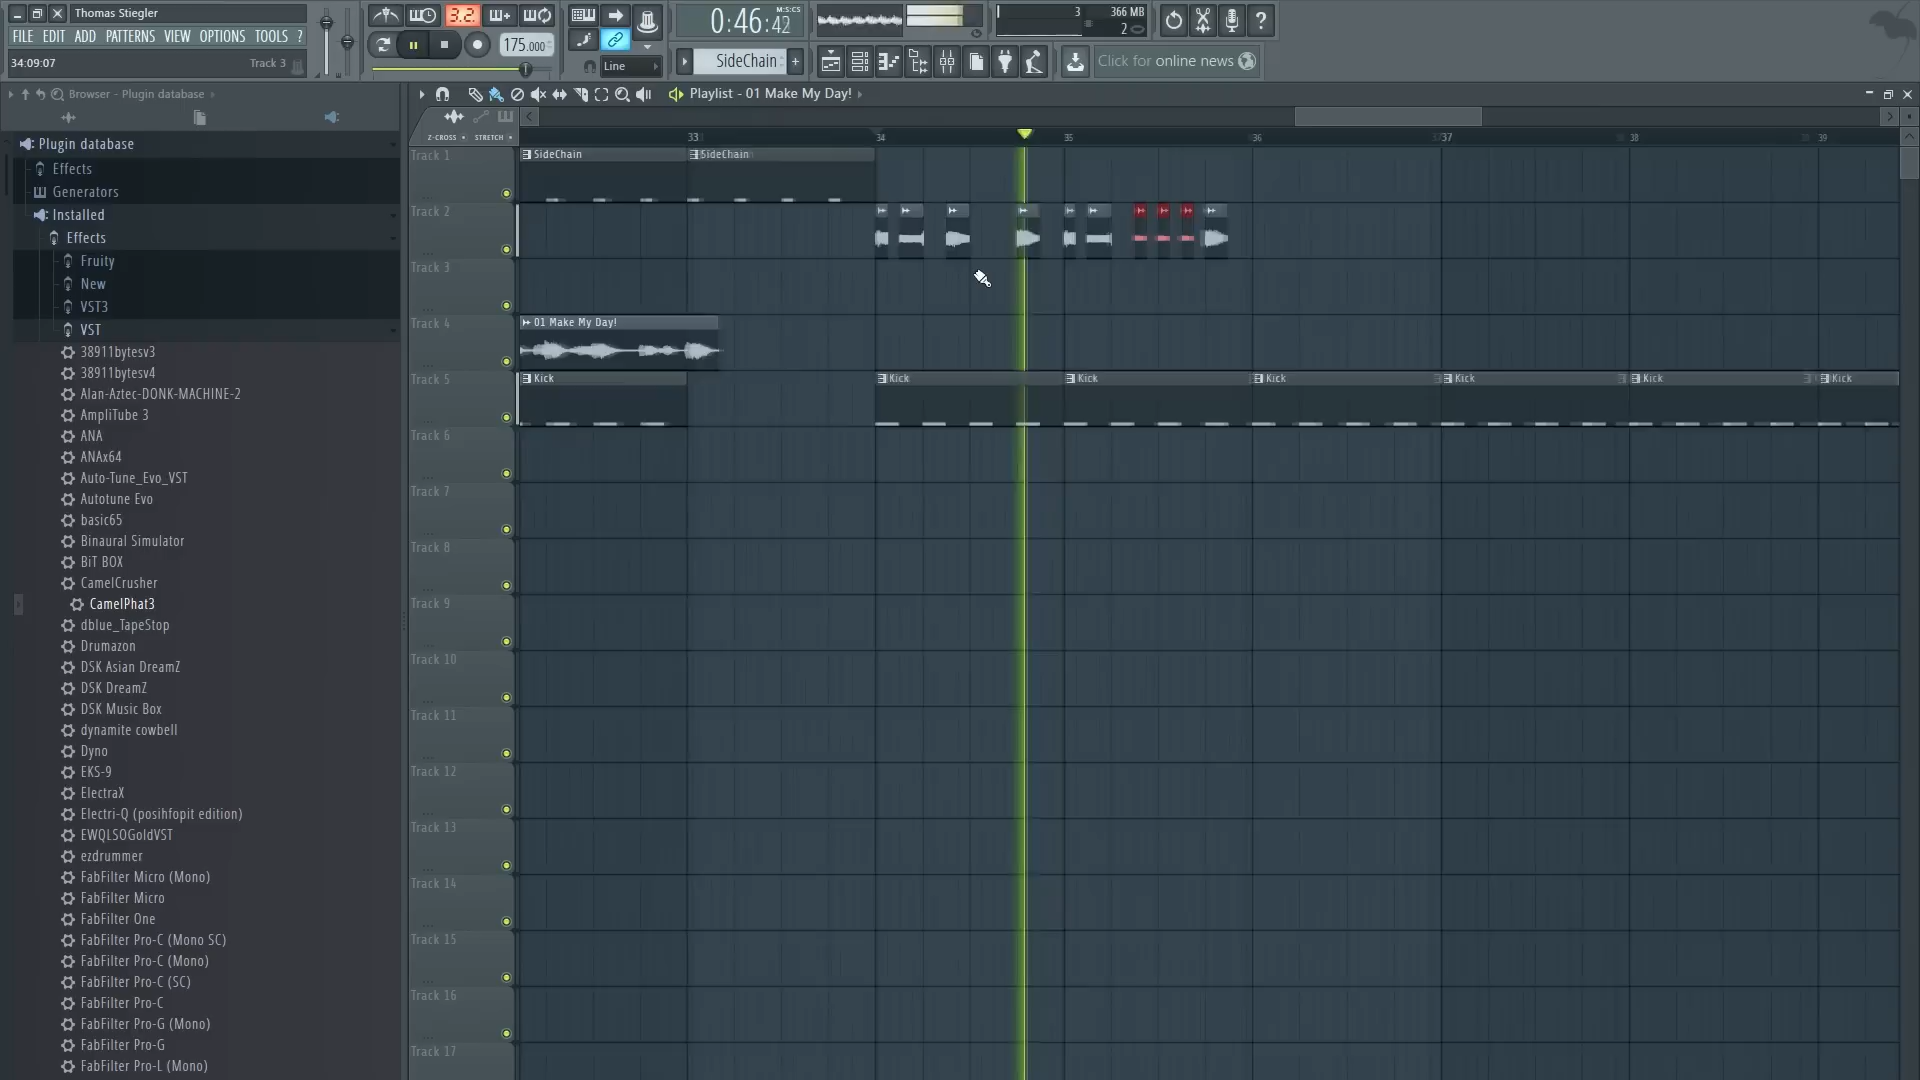 Thomas Stiegler
FILE EDIT ADD PATTERNS VIEW OPTIONS TOOLS ?
34:09:07 Track 3
3.2
175.000
Line
0:46:42
M:S:CS
SideChain
3
366 MB
2
Click for online news
Browser - Plugin database
Playlist - 01 Make My Day!
Z-CROSS STRETCH
33 34 35 36 37 38 39
Plugin database
Effects
Generators
Installed
Effects
Fruity
New
VST3
VST
38911bytesv3
38911bytesv4
Alan-Aztec-DONK-MACHINE-2
AmpliTube 3
ANA
ANAx64
Auto-Tune_Evo_VST
Autotune Evo
basic65
Binaural Simulator
BiT BOX
CamelCrusher
CamelPhat3
dblue_TapeStop
Drumazon
DSK Asian DreamZ
DSK DreamZ
DSK Music Box
dynamite cowbell
Dyno
EKS-9
ElectraX
Electri-Q (posihfopit edition)
EWQLSOGoldVST
ezdrummer
FabFilter Micro (Mono)
FabFilter Micro
FabFilter One
FabFilter Pro-C (Mono SC)
FabFilter Pro-C (Mono)
FabFilter Pro-C (SC)
FabFilter Pro-C
FabFilter Pro-G (Mono)
FabFilter Pro-G
FabFilter Pro-L (Mono)
Track 1
SideChain SideChain
Track 2
Track 3
Track 4
01 Make My Day!
Track 5
Kick Kick Kick Kick Kick Kick Kick
Track 6
Track 7
Track 8
Track 9
Track 10
Track 11
Track 12
Track 13
Track 14
Track 15
Track 16
Track 17